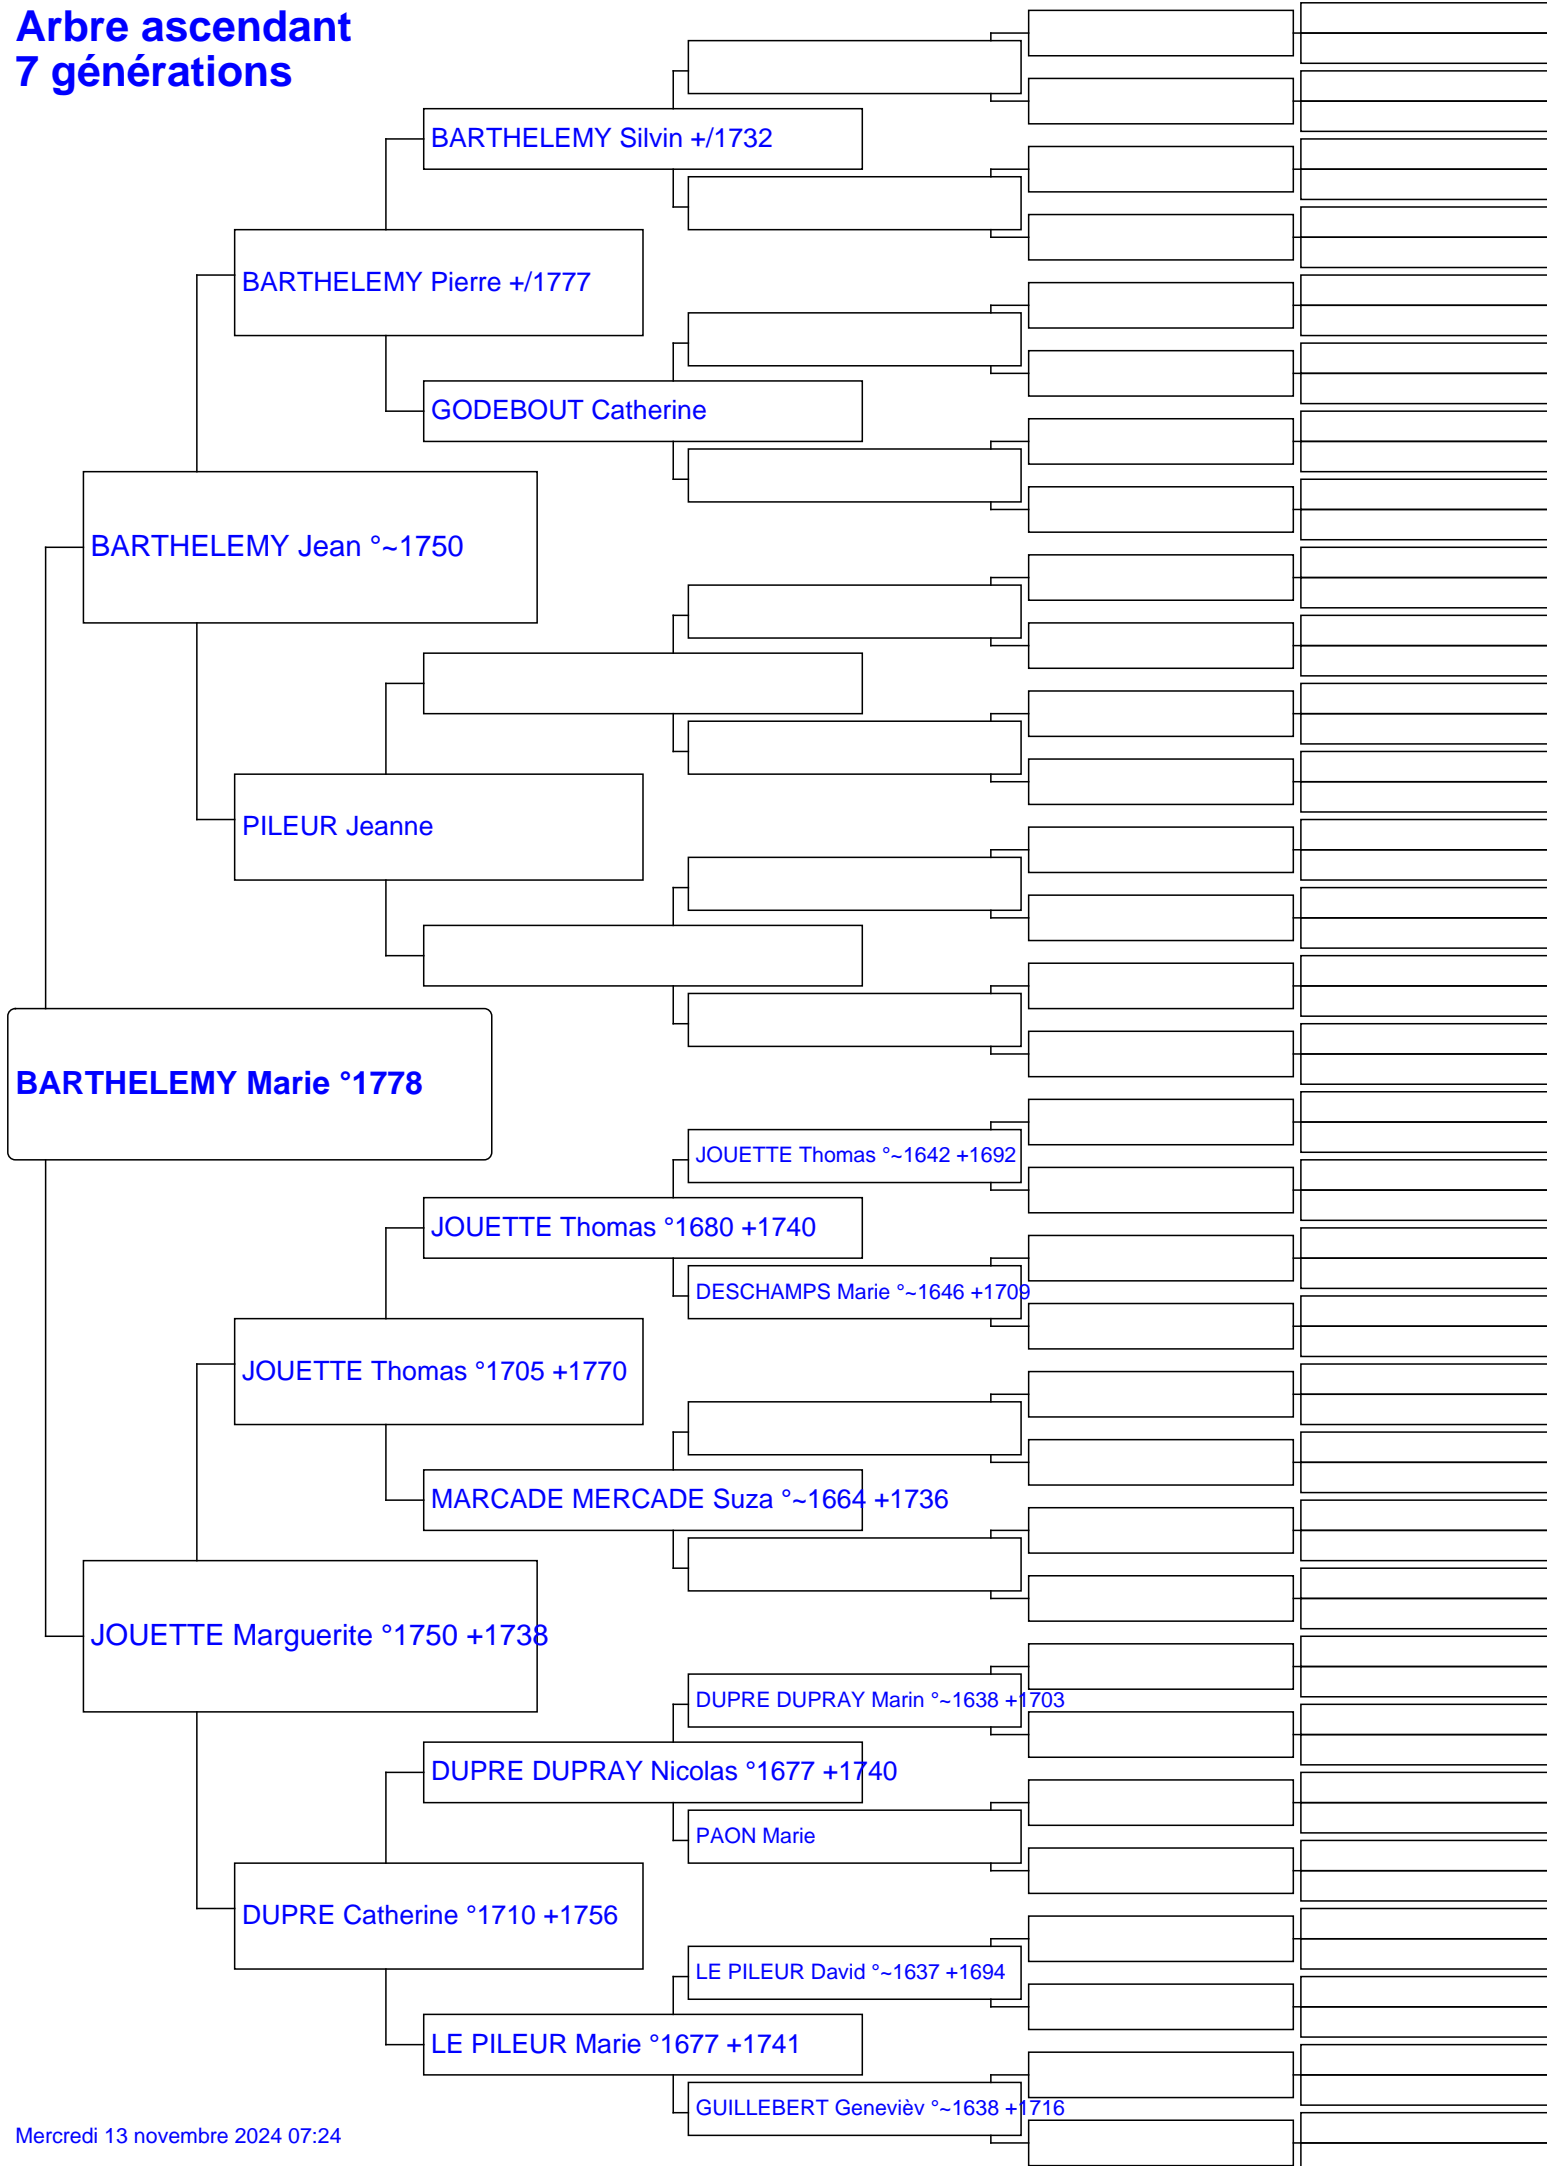 Arbre ascendant
7 générations
BARTHELEMY Silvin +/1732
BARTHELEMY Pierre +/1777
GODEBOUT Catherine
BARTHELEMY Jean °~1750
PILEUR Jeanne
BARTHELEMY Marie °1778
JOUETTE Thomas °~1642 +1692
JOUETTE Thomas °1680 +1740
DESCHAMPS Marie °~1646 +1709
JOUETTE Thomas °1705 +1770
MARCADE MERCADE Suza °~1664 +1736
JOUETTE Marguerite °1750 +1738
DUPRE DUPRAY Marin °~1638 +1703
DUPRE DUPRAY Nicolas °1677 +1740
PAON Marie
DUPRE Catherine °1710 +1756
LE PILEUR David °~1637 +1694
LE PILEUR Marie °1677 +1741
GUILLEBERT Genevièv °~1638 +1716
Mercredi 13 novembre 2024 07:24